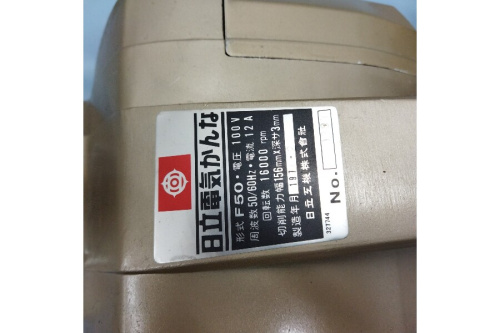 日立電気かんな
形式 F50・電圧 100V
周波数 50/60Hz・電流 12A
回転数 16000 rpm
切削能力幅156mm×深サ3mm
製造年月 197
日立工機株式會社
No.
327744